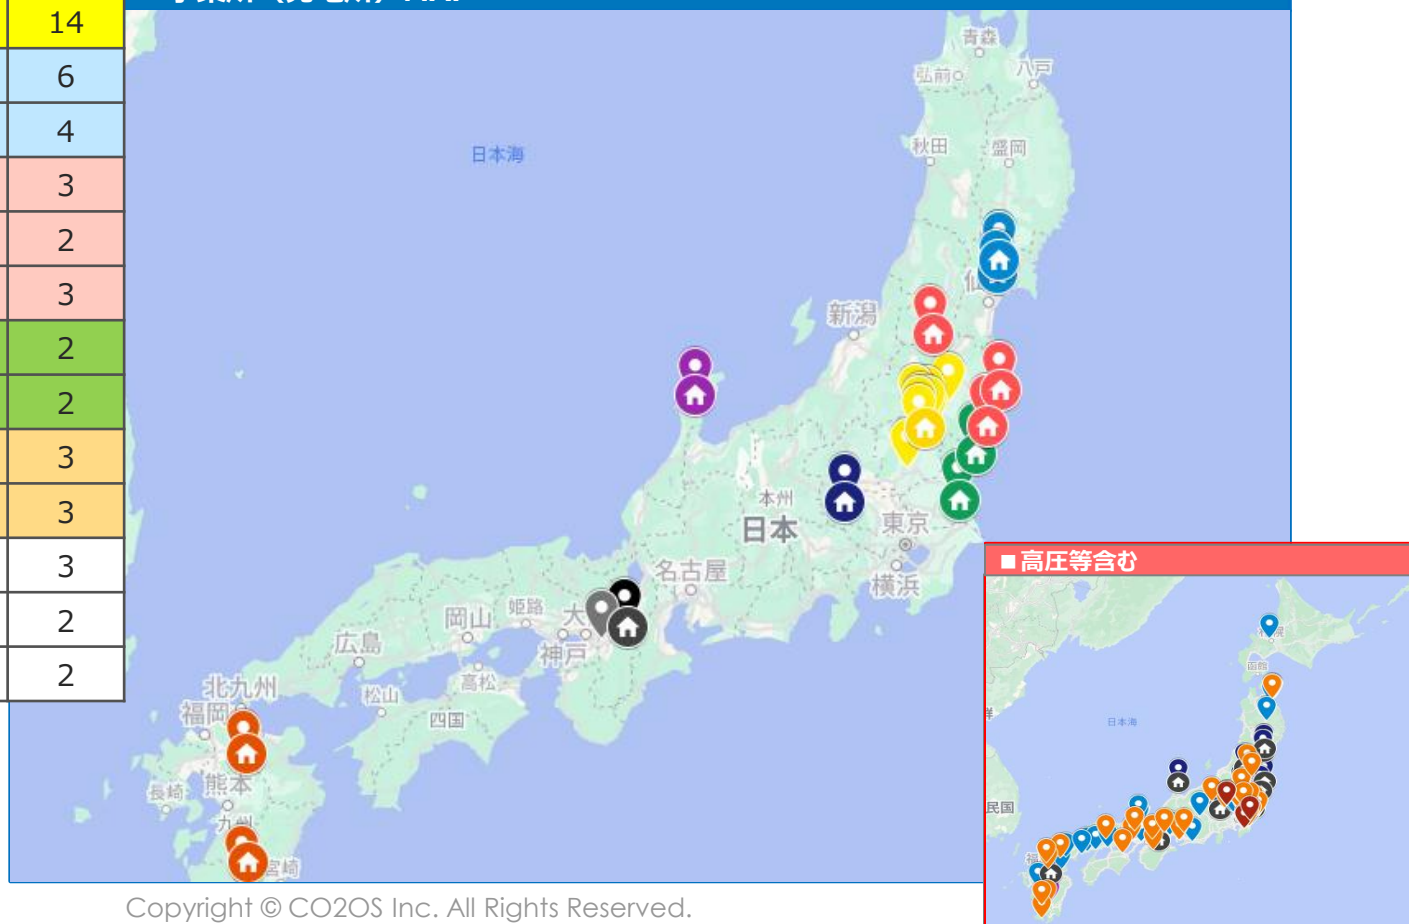 14
6
4
3
2
3
2
2
3
3
3
2
2
青森
弘前
八戸
日本海
秋田
盛岡
新潟
本州
日本
東京
横浜
名古屋
姫路
岡山
神戸
広島
高松
松山
四国
北九州
福岡
熊本
長崎
九州
宮崎
■高圧等含む
函館
日本海
民国
Copyright © CO2OS Inc. All Rights Reserved.